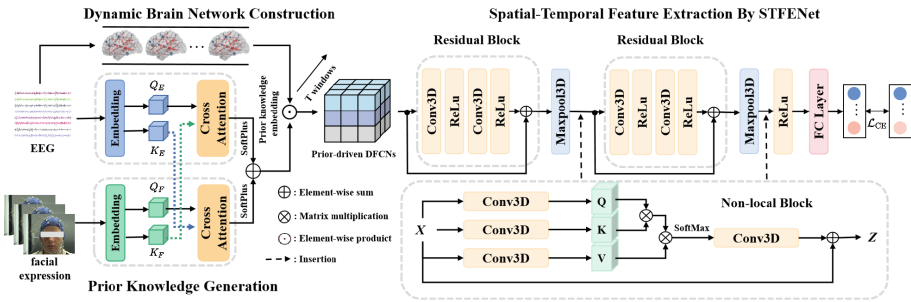 Dynamic Brain Network Construction
Spatial-Temporal Feature Extraction By STFENet
EEG
Embedding
Q_E
K_E
Cross
Attention
SoftPlus
Prior knowledge
embedding
T windows
Prior-driven DFCNs
facial
expression
Embedding
Q_F
K_F
Cross
Attention
SoftPlus
: Element-wise sum
: Matrix multiplication
: Element-wise product
: Insertion
Prior Knowledge Generation
Residual Block
Conv3D
ReLu
Conv3D
ReLu
Maxpool3D
Residual Block
Conv3D
ReLu
Conv3D
ReLu
Maxpool3D
ReLu
FC Layer
ℒ_CE
Non-local Block
X
Conv3D
Conv3D
Conv3D
Q
K
V
SoftMax
Conv3D
Z